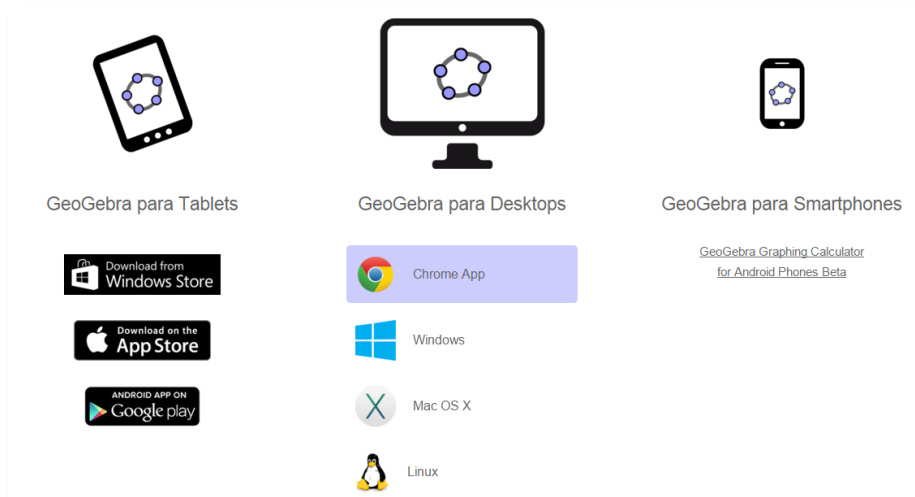 GeoGebra para Tablets
Download from
Windows Store
Download on the
App Store
ANDROID APP ON
Google play
GeoGebra para Desktops
Chrome App
Windows
Mac OS X
Linux
GeoGebra para Smartphones
GeoGebra Graphing Calculator
for Android Phones Beta